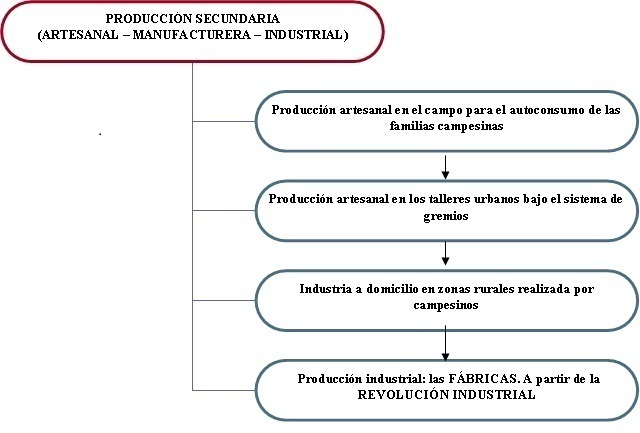 PRODUCCIÓN SECUNDARIA
(ARTESANAL – MANUFACTURERA – INDUSTRIAL)
Producción artesanal en el campo para el autoconsumo de las
familias campesinas
Producción artesanal en los talleres urbanos bajo el sistema de
gremios
Industria a domicilio en zonas rurales realizada por
campesinos
Producción industrial: las FÁBRICAS. A partir de la
REVOLUCIÓN INDUSTRIAL